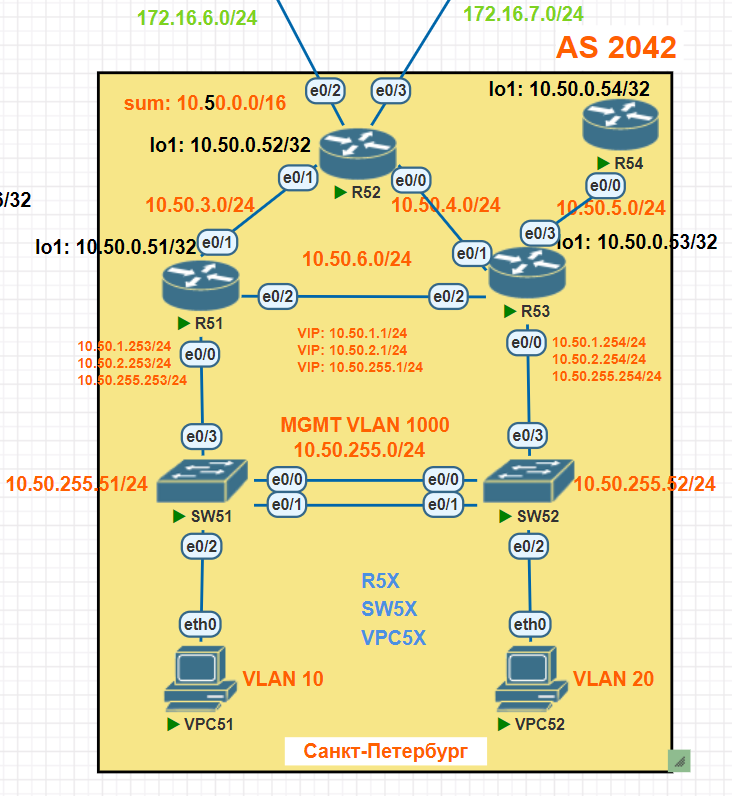 172.16.6.0/24
172.16.7.0/24
AS 2042
e0/2
e0/3
lo1: 10.50.0.54/32
sum: 10.50.0.0/16
lo1: 10.50.0.52/32
R54
e0/1
R52
e0/0
e0/0
/32
10.50.3.0/24
10.50.4.0/24
10.50.5.0/24
lo1: 10.50.0.51/32
e0/1
e0/3
lo1: 10.50.0.53/32
10.50.6.0/24
e0/1
e0/2
e0/2
R51
R53
10.50.1.253/24
10.50.2.253/24
10.50.255.253/24
e0/0
VIP: 10.50.1.1/24
VIP: 10.50.2.1/24
VIP: 10.50.255.1/24
e0/0
10.50.1.254/24
10.50.2.254/24
10.50.255.254/24
e0/3
MGMT VLAN 1000
10.50.255.0/24
e0/3
10.50.255.51/24
e0/0
e0/0
10.50.255.52/24
e0/1
e0/1
SW51
SW52
e0/2
e0/2
R5X
SW5X
VPC5X
eth0
eth0
VLAN 10
VLAN 20
VPC51
VPC52
Санкт-Петербург